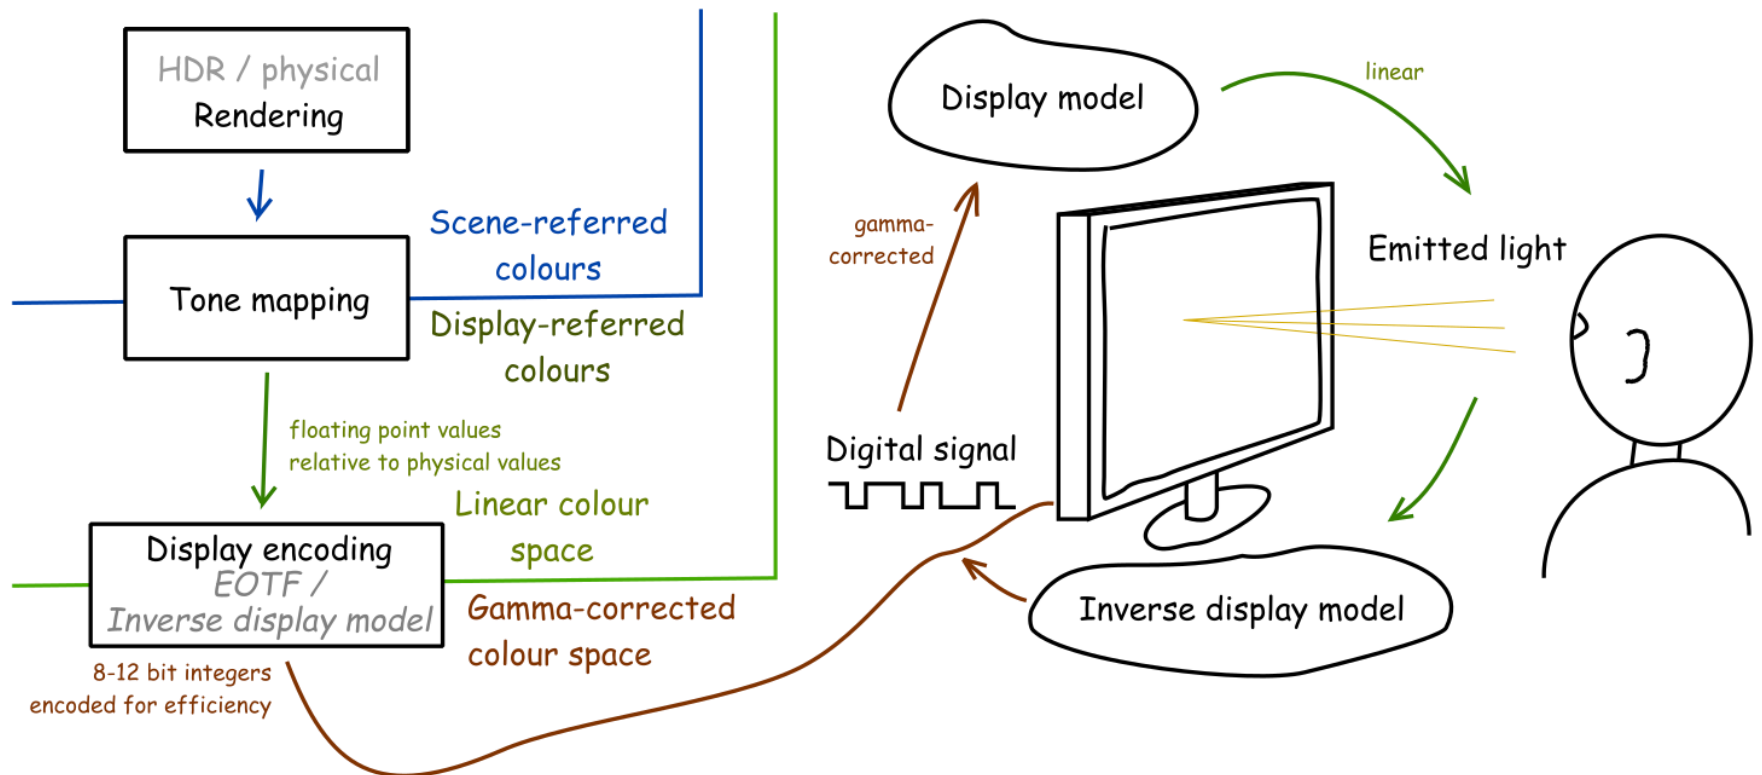 HDR / physical
Rendering
Scene-referred
colours
Tone mapping
Display-referred
colours
floating point values
relative to physical values
Linear colour
space
Display encoding
EOTF /
Inverse display model
Gamma-corrected
colour space
8-12 bit integers
encoded for efficiency
Display model
linear
gamma-
corrected
Emitted light
Digital signal
Inverse display model